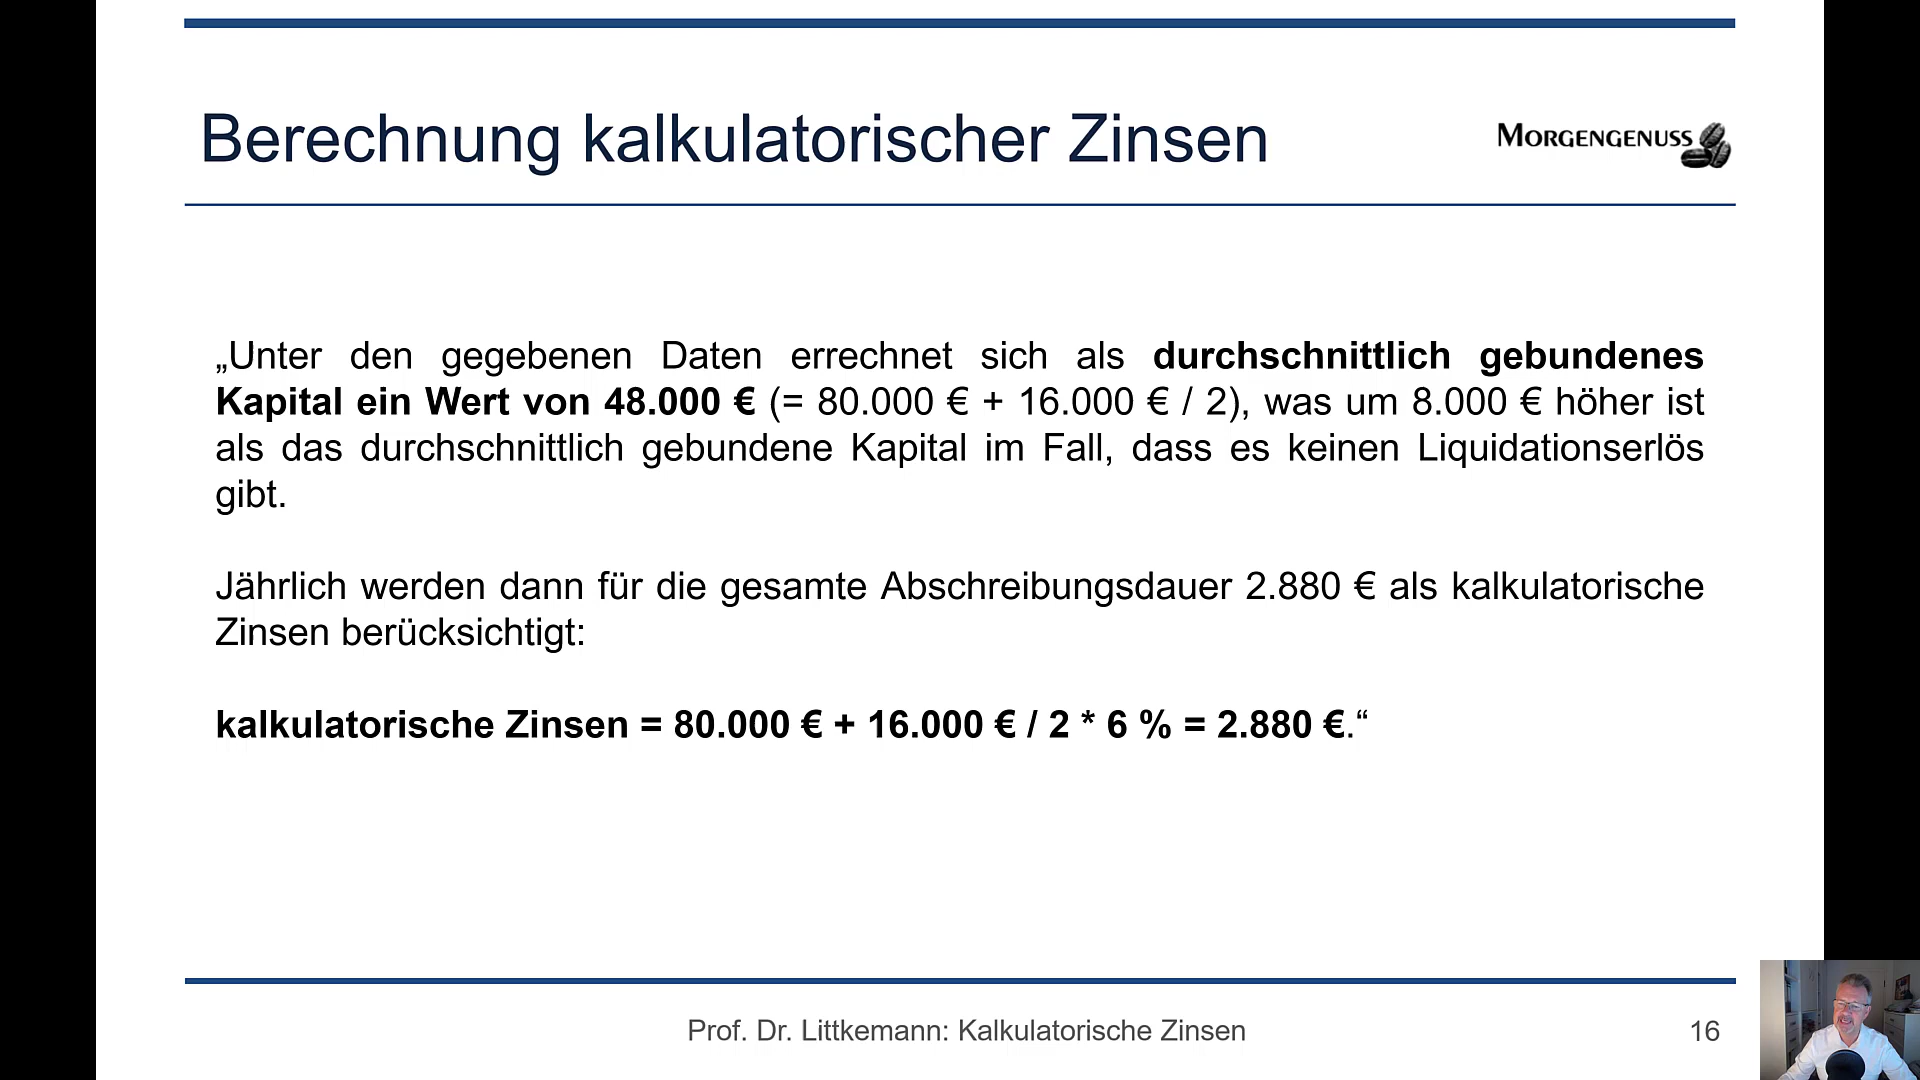 Berechnung kalkulatorischer Zinsen
MORGENGENUSS
„Unter den gegebenen Daten errechnet sich als durchschnittlich gebundenes
Kapital ein Wert von 48.000 € (= 80.000 € + 16.000 € / 2), was um 8.000 € höher ist
als das durchschnittlich gebundene Kapital im Fall, dass es keinen Liquidationserlös
gibt.
Jährlich werden dann für die gesamte Abschreibungsdauer 2.880 € als kalkulatorische
Zinsen berücksichtigt:
kalkulatorische Zinsen = 80.000 € + 16.000 € / 2 * 6 % = 2.880 €.“
Prof. Dr. Littkemann: Kalkulatorische Zinsen
16